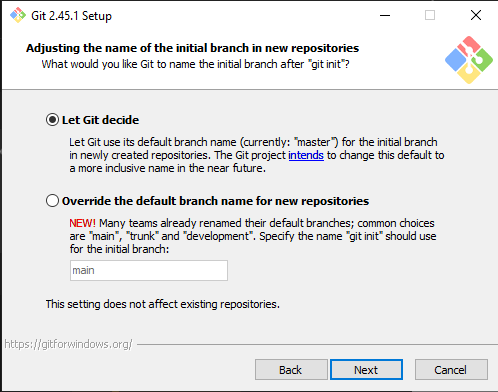 Git 2.45.1 Setup
Adjusting the name of the initial branch in new repositories
What would you like Git to name the initial branch after "git init"?
Let Git decide
Let Git use its default branch name (currently: "master") for the initial branch
in newly created repositories. The Git project intends to change this default to
a more inclusive name in the near future.
Override the default branch name for new repositories
NEW! Many teams already renamed their default branches; common choices
are "main", "trunk" and "development". Specify the name "git init" should use
for the initial branch:
main
This setting does not affect existing repositories.
https://gitforwindows.org/
Back Next Cancel